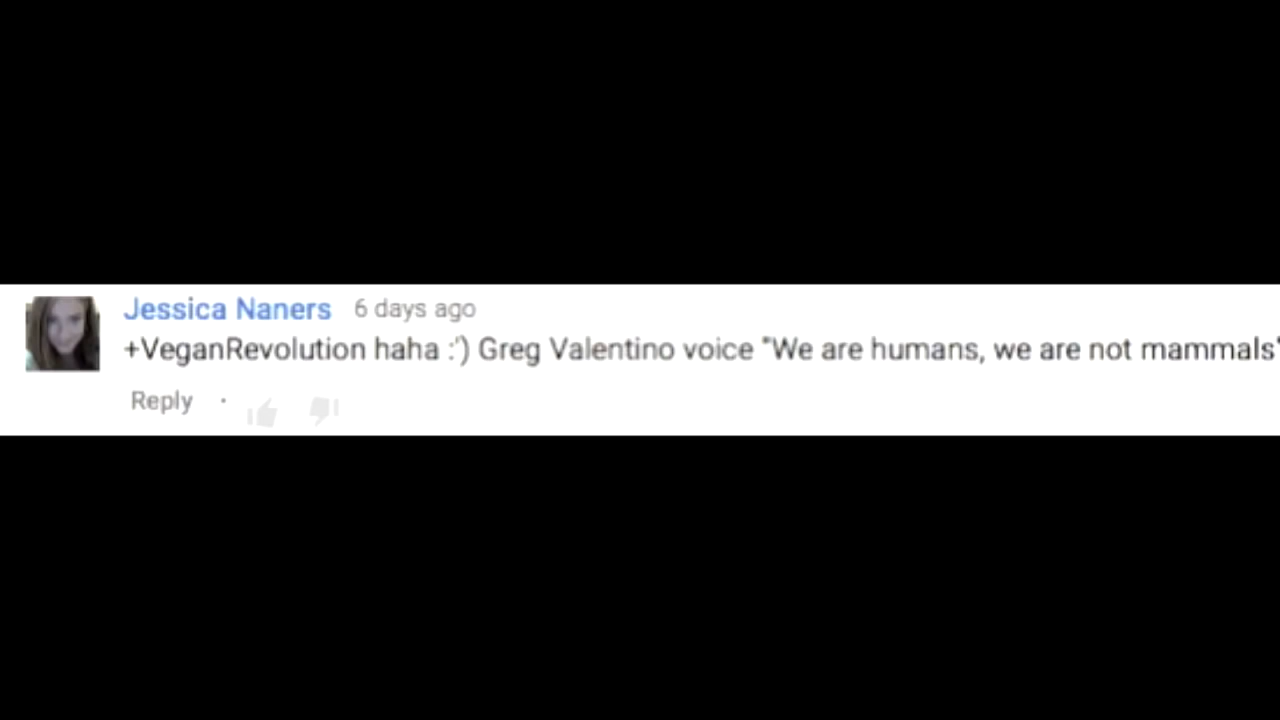 Jessica Naners 6 days ago
+VeganRevolution haha :') Greg Valentino voice "We are humans, we are not mammals"
Reply ·